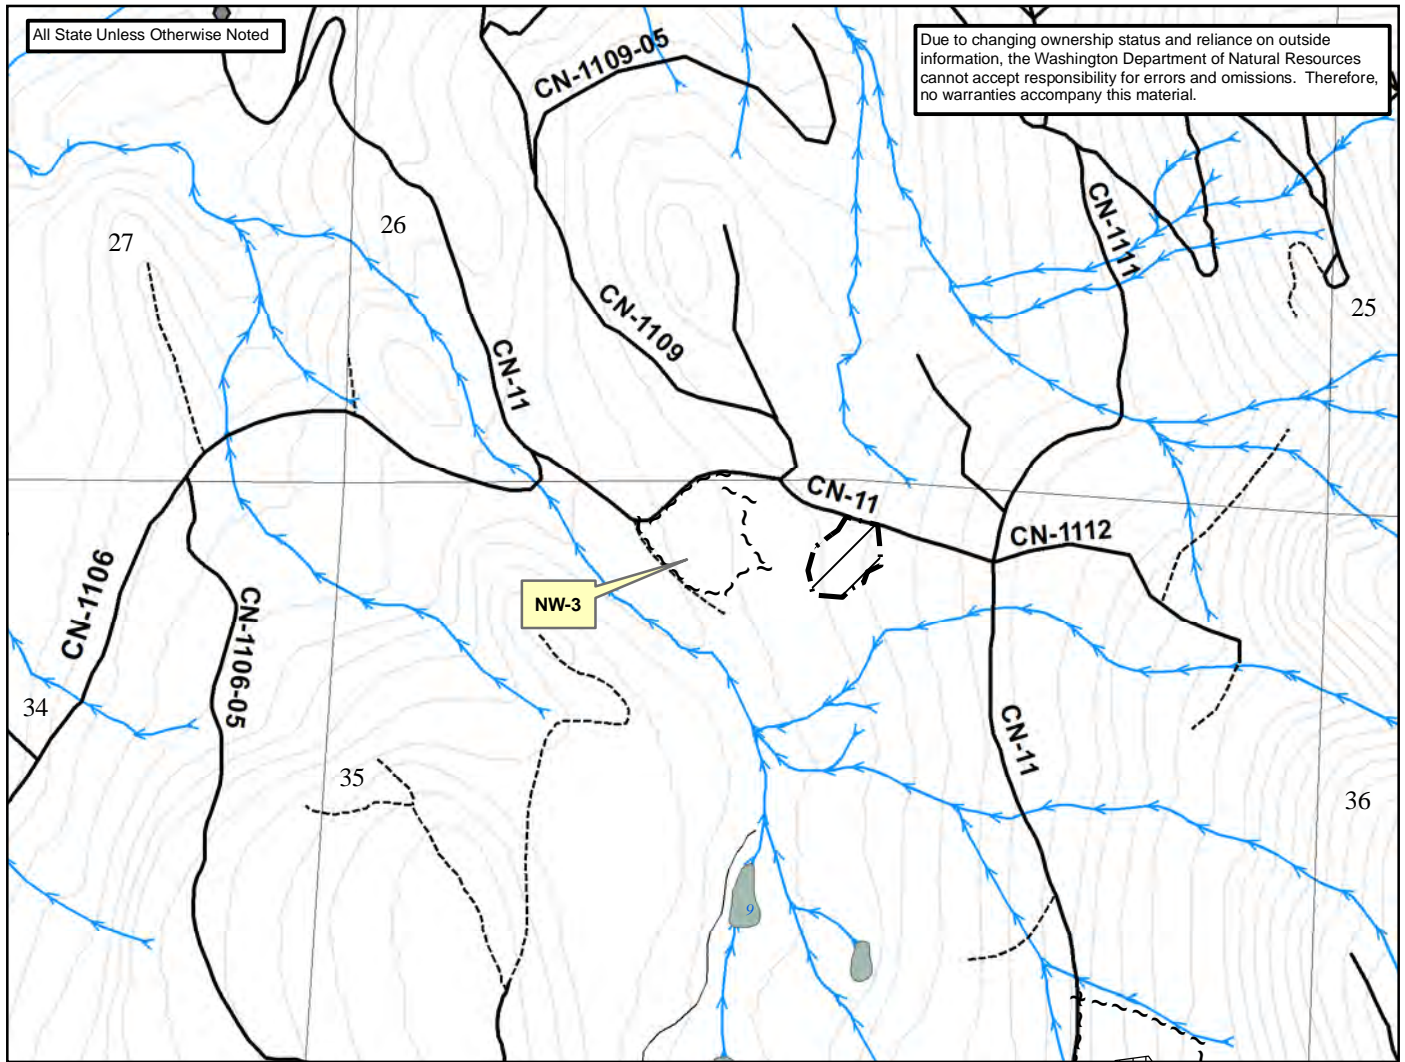 All State Unless Otherwise Noted
Due to changing ownership status and reliance on outside
information, the Washington Department of Natural Resources
cannot accept responsibility for errors and omissions. Therefore,
no warranties accompany this material.
CN-1109-05
26
27
CN-1111
25
CN-1109
CN-11
CN-11
CN-1112
CN-1106
CN-1106-05
NW-3
34
CN-11
35
36
9